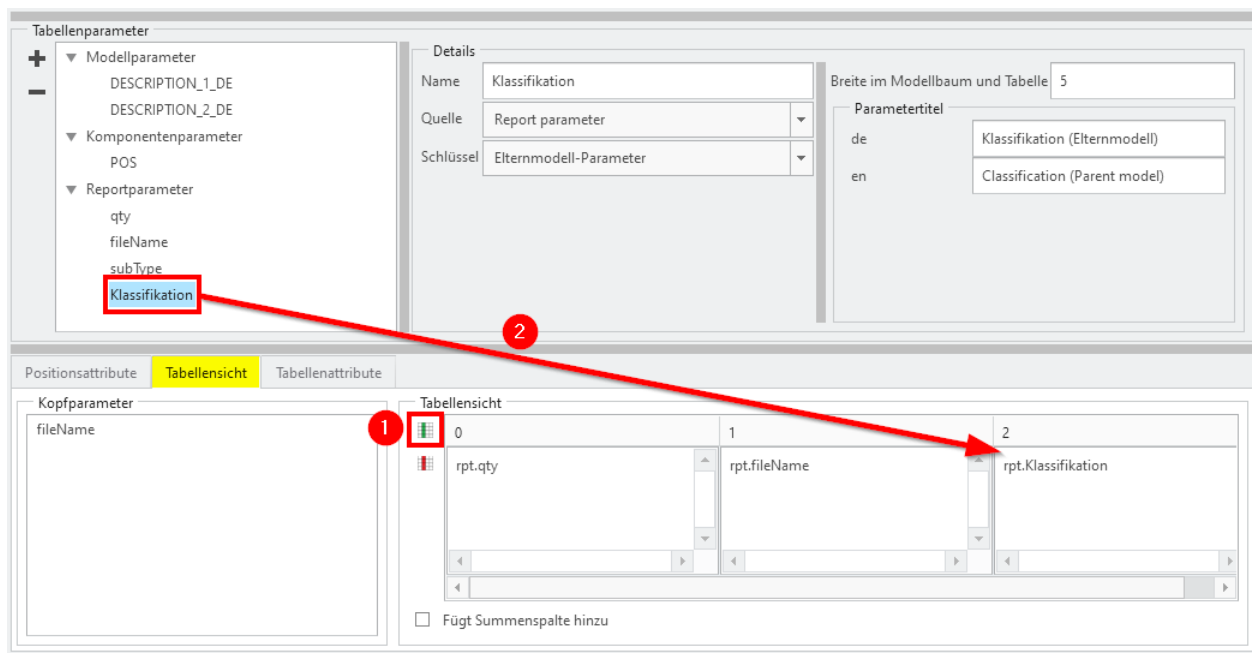 Tabellenparameter
Modellparameter
DESCRIPTION_1_DE
DESCRIPTION_2_DE
Komponentenparameter
POS
Reportparameter
qty
fileName
subType
Klassifikation
Details
Name Klassifikation
Quelle Report parameter
Schlüssel Elternmodell-Parameter
Breite im Modellbaum und Tabelle 5
Parametertitel
de Klassifikation (Elternmodell)
en Classification (Parent model)
2
Positionsattribute Tabellensicht Tabellenattribute
Kopfparameter
fileName
1
Tabellensicht
0 1 2
rpt.qty rpt.fileName rpt.Klassifikation
Fügt Summenspalte hinzu